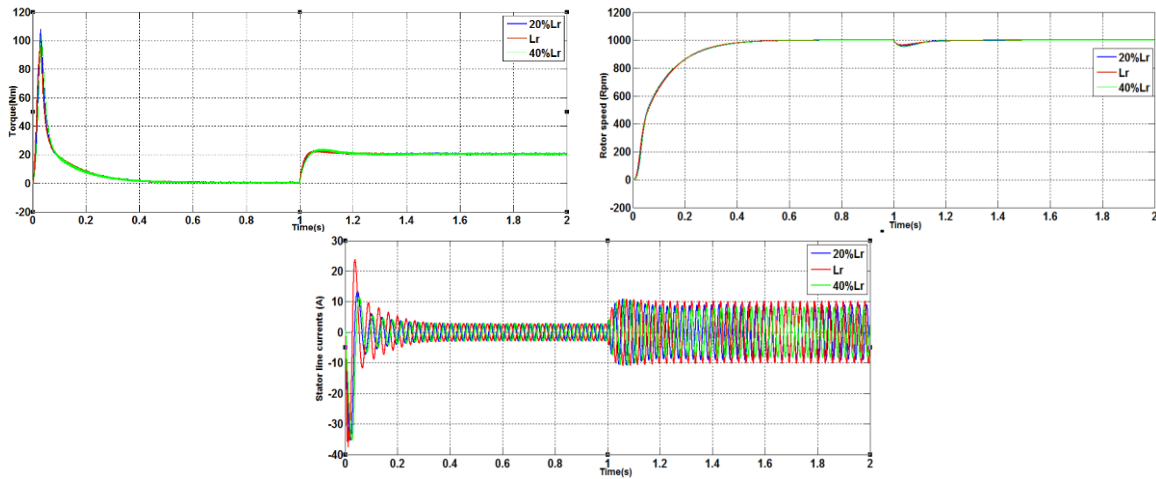 120
100
80
60
40
20
0
-20
Torque(Nm)
0 0.2 0.4 0.6 0.8 1 1.2 1.4 1.6 1.8 2
Time(s)
20%Lr
Lr
40%Lr
1200
1000
800
600
400
200
0
-200
Rotor speed (Rpm)
0 0.2 0.4 0.6 0.8 1 1.2 1.4 1.6 1.8 2
Time(s)
20%Lr
Lr
40%Lr
30
20
10
0
-10
-20
-30
-40
Stator line currents (A)
0 0.2 0.4 0.6 0.8 1 1.2 1.4 1.6 1.8 2
Time(s)
20%Lr
Lr
40%Lr